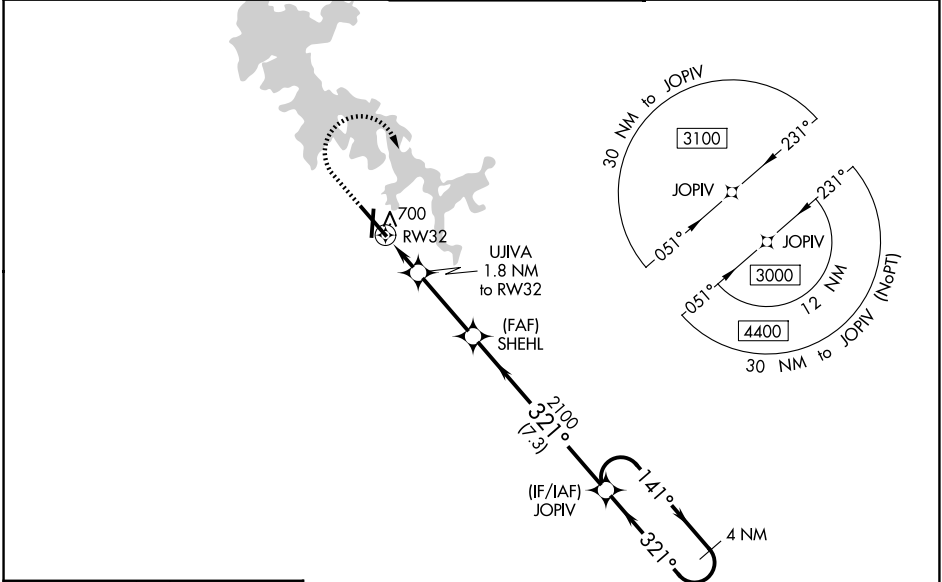 30 NM to JOPIV
3100
JOPIV
231°
051°
231°
JOPIV
3000
051°
12 NM
4400
30 NM to JOPIV (NoPT)
700
RW32
UJIVA
1.8 NM
to RW32
(FAF)
SHEHL
2100
321°
(7.3)
(IF/IAF)
JOPIV
141°
4 NM
321°